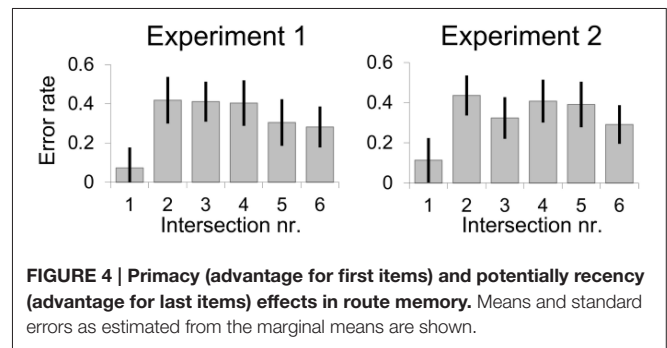 Experiment 1
Experiment 2
Error rate
0.6
0.4
0.2
0
1 2 3 4 5 6
Intersection nr.
0.6
0.4
0.2
0
1 2 3 4 5 6
Intersection nr.
FIGURE 4 | Primacy (advantage for first items) and potentially recency
(advantage for last items) effects in route memory. Means and standard
errors as estimated from the marginal means are shown.